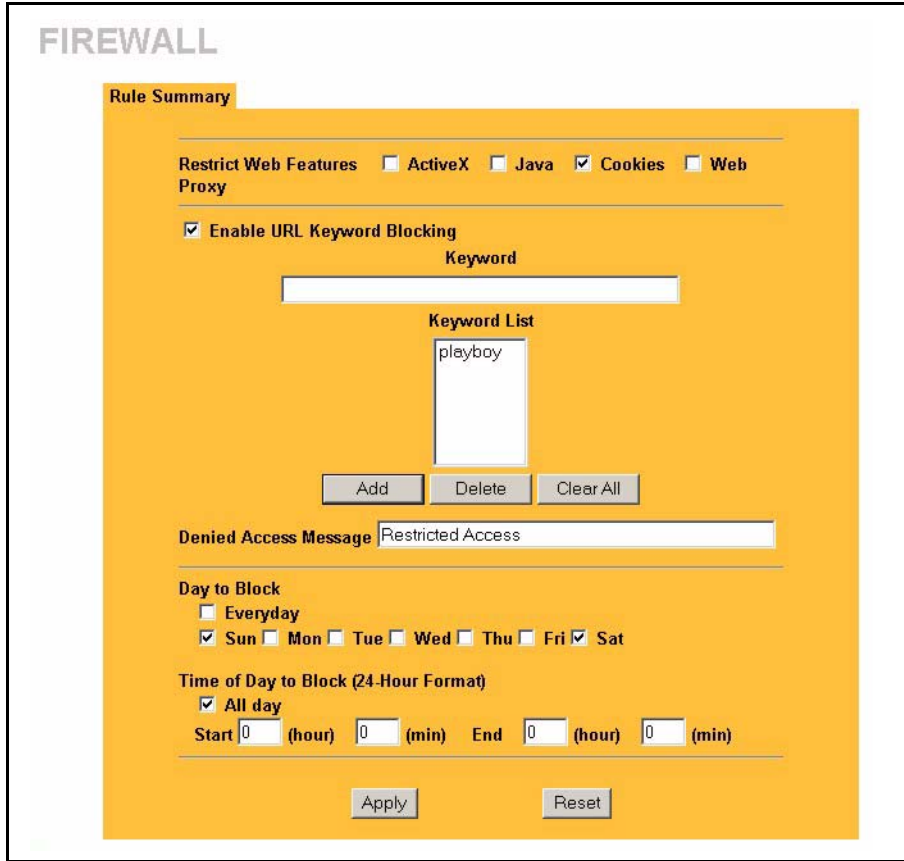 FIREWALL
Rule Summary
Restrict Web Features ActiveX Java Cookies Web
Proxy
Enable URL Keyword Blocking
Keyword
Keyword List
playboy
Add Delete Clear All
Denied Access Message Restricted Access
Day to Block
Everyday
Sun Mon Tue Wed Thu Fri Sat
Time of Day to Block (24-Hour Format)
All day
Start 0 (hour) 0 (min) End 0 (hour) 0 (min)
Apply Reset